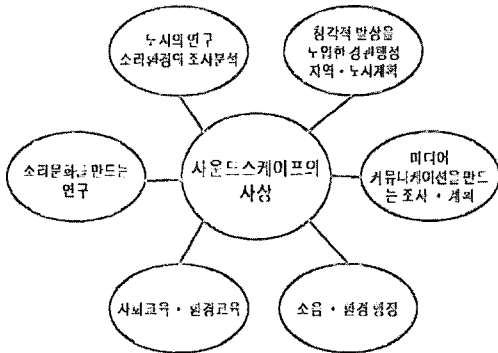 도시의 연구
소리환경의 조사분석
청각적 발상을
도입한 경관행성
지역・도시계획
소리문화를 만드는
연구
사운드스케이프의
사상
미디어
커뮤니케이션을 만드
는 조사・계획
사회교육・환경교육
소음・환경행정